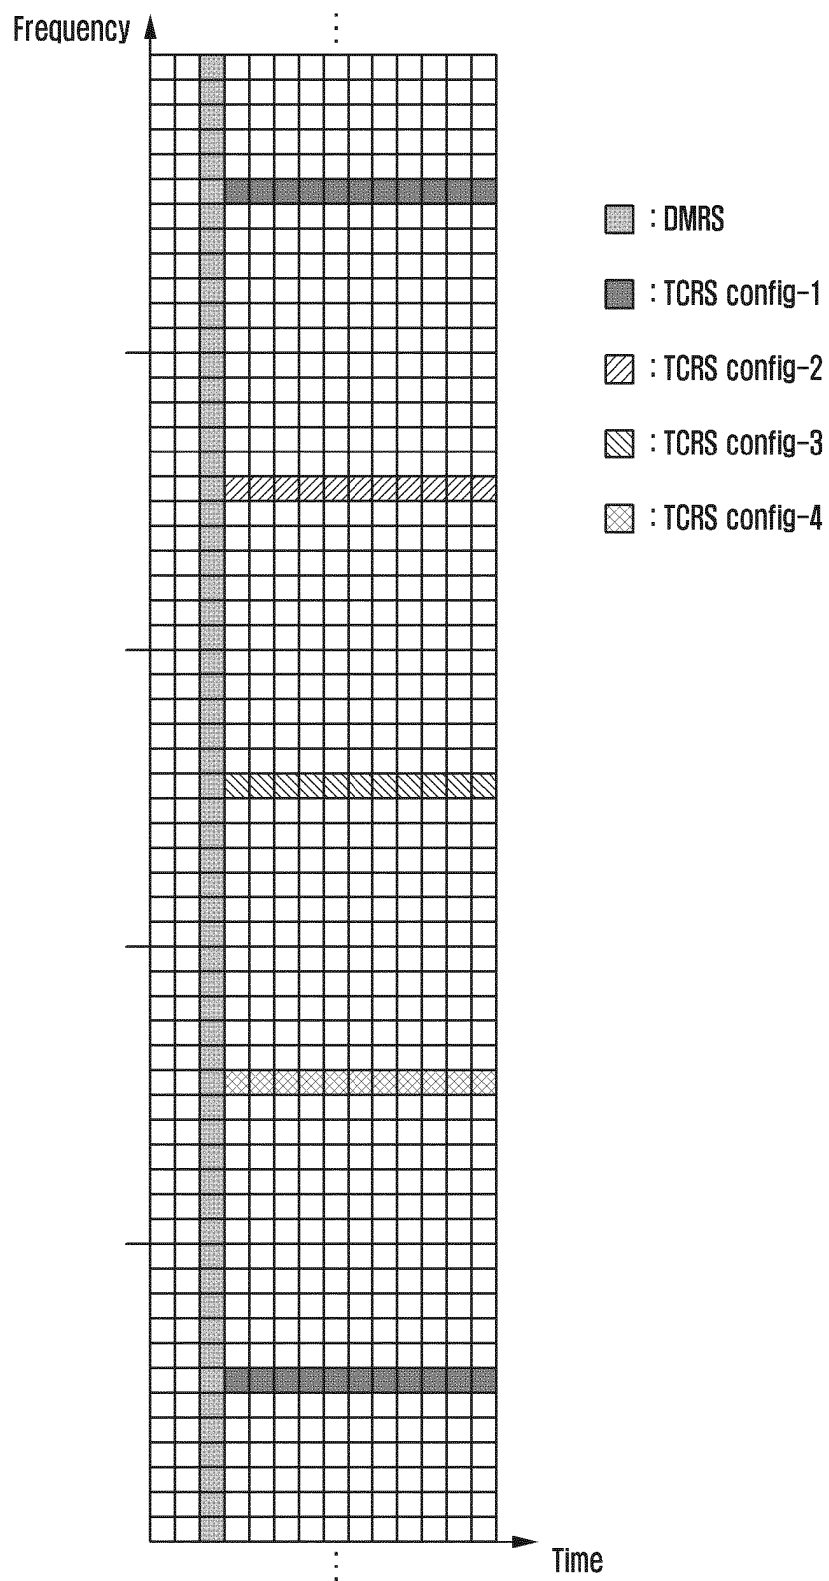 Frequency
: DMRS
: TCRS config-1
: TCRS config-2
: TCRS config-3
: TCRS config-4
Time